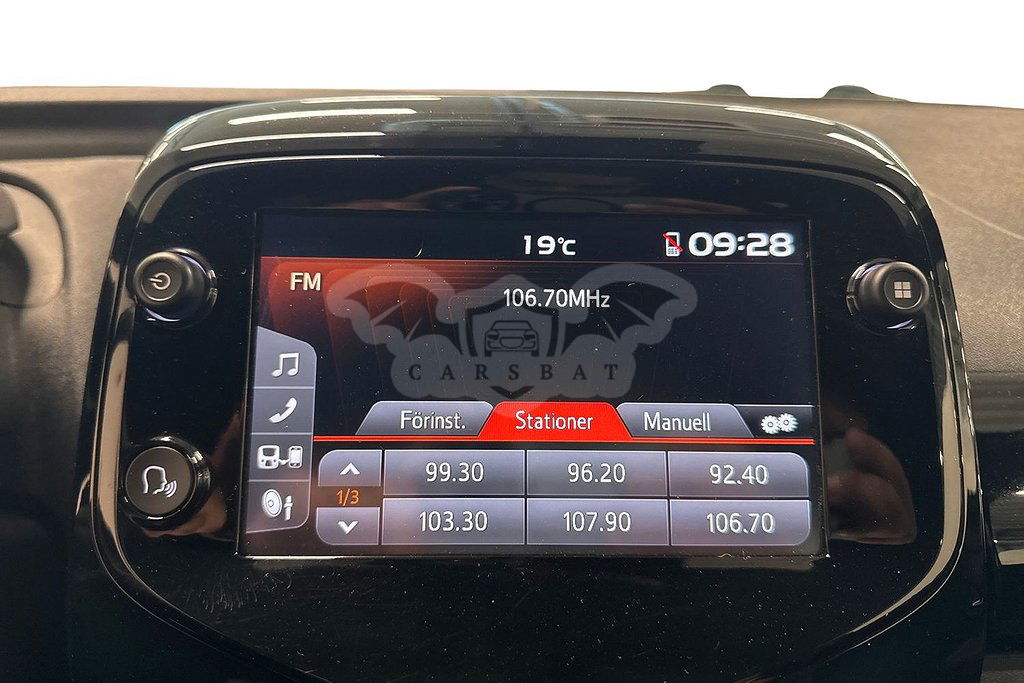 19℃ 09:28
FM
106.70MHz
CARSBAT
Förinst. Stationer Manuell
99.30 96.20 92.40
1/3
103.30 107.90 106.70